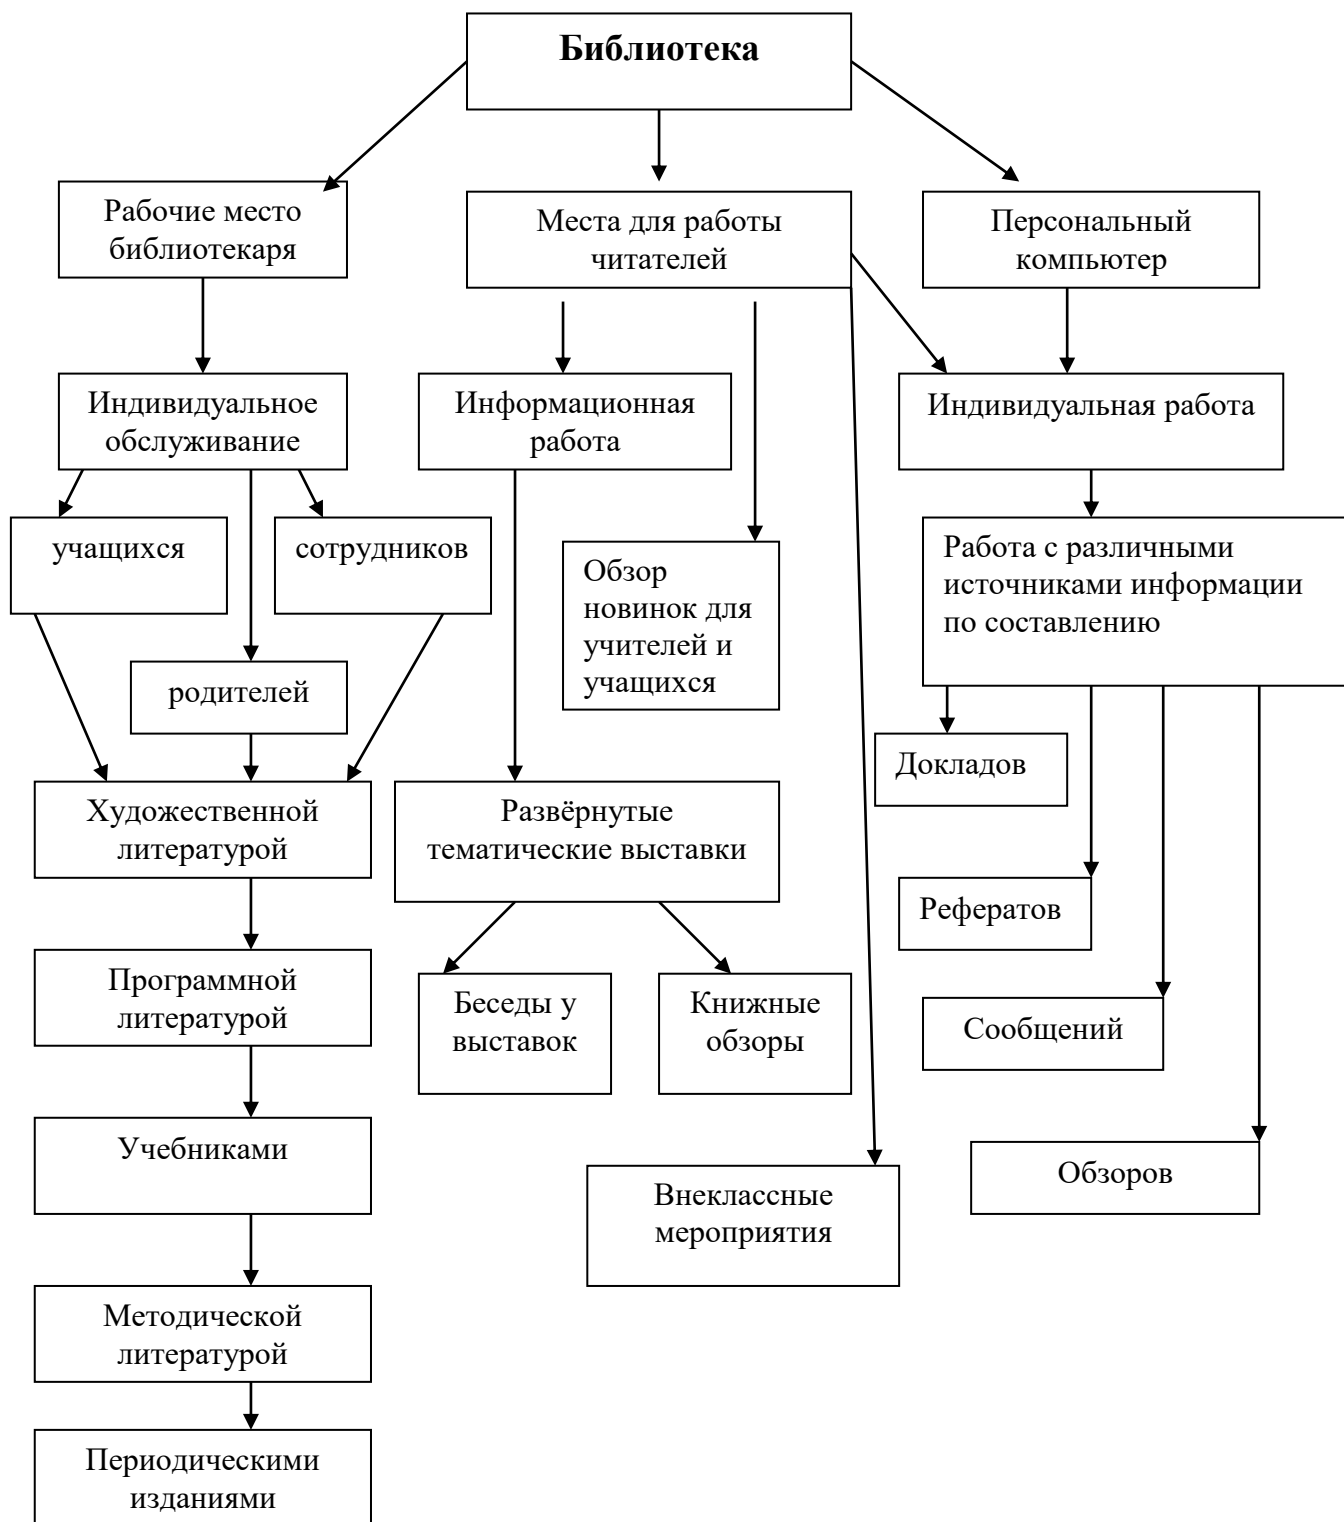 Библиотека
Рабочие место
библиотекаря
Места для работы
читателей
Персональный
компьютер
Индивидуальное
обслуживание
Информационная
работа
Индивидуальная работа
учащихся
сотрудников
Обзор
новинок для
учителей и
учащихся
Работа с различными
источниками информации
по составлению
родителей
Докладов
Художественной
литературой
Развёрнутые
тематические выставки
Рефератов
Программной
литературой
Беседы у
выставок
Книжные
обзоры
Сообщений
Учебниками
Внеклассные
мероприятия
Обзоров
Методической
литературой
Периодическими
изданиями